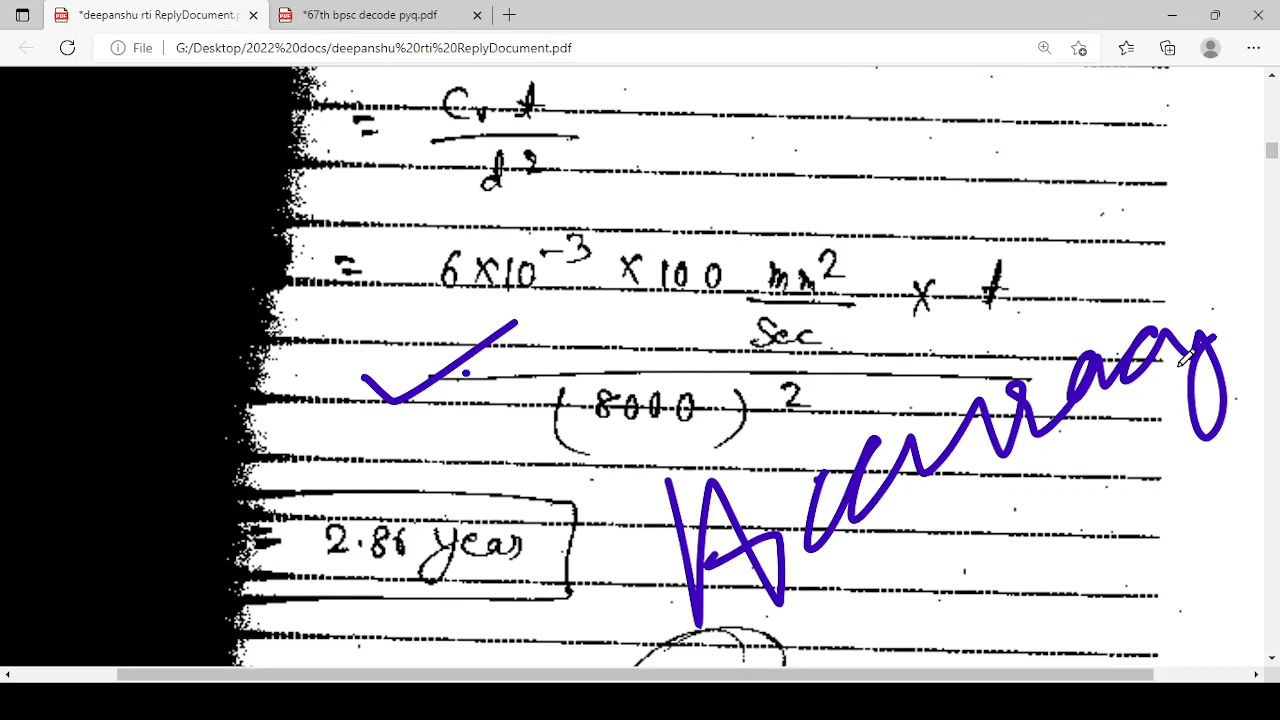 *deepanshu rti ReplyDocument.p
*67th bpsc decode pyq.pdf
File G:/Desktop/2022%20docs/deepanshu%20rti%20ReplyDocument.pdf
= Cv t
d²
= 6 × 10⁻³ × 100 mm² × t
Sec
(8000)²
= 2.86 year
Accuracy